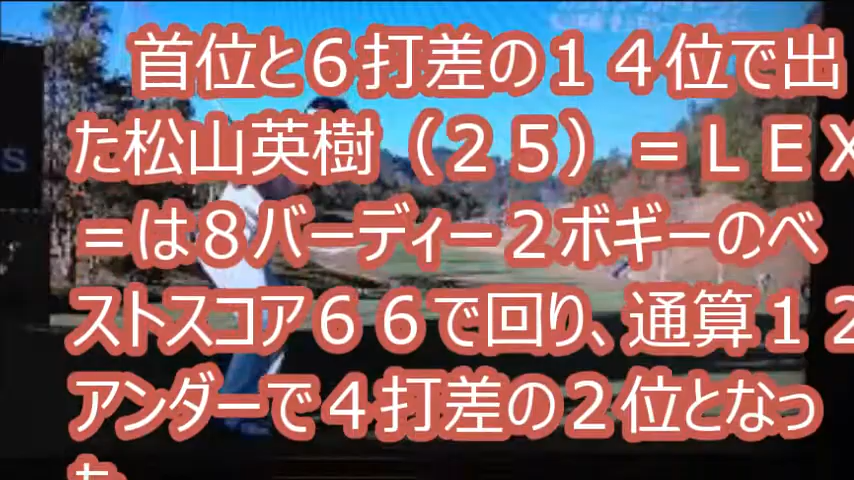 首位と６打差の１４位で出
た松山英樹（２５）＝ＬＥＸ
＝は８バーディー２ボギーのベ
ストスコア６６で回り、通算１２
アンダーで４打差の２位となっ
た